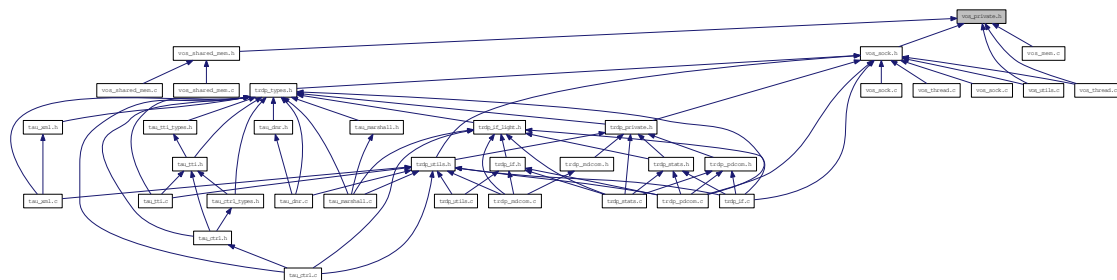 vos_private.h
vos_shared_mem.h
vos_sock.h
vos_mem.c
vos_shared_mem.c
vos_shared_mem.c
trdp_types.h
vos_sock.c
vos_thread.c
vos_sock.c
vos_utils.c
vos_thread.c
tau_xml.h
tau_tti_types.h
tau_dnr.h
tau_marshall.h
trdp_if_light.h
trdp_private.h
tau_tti.h
trdp_utils.h
trdp_if.h
trdp_mdcom.h
trdp_stats.h
trdp_pdcom.h
tau_xml.c
tau_tti.c
tau_ctrl_types.h
tau_dnr.c
tau_marshall.c
trdp_utils.c
trdp_mdcom.c
trdp_stats.c
trdp_pdcom.c
trdp_if.c
tau_ctrl.h
tau_ctrl.c